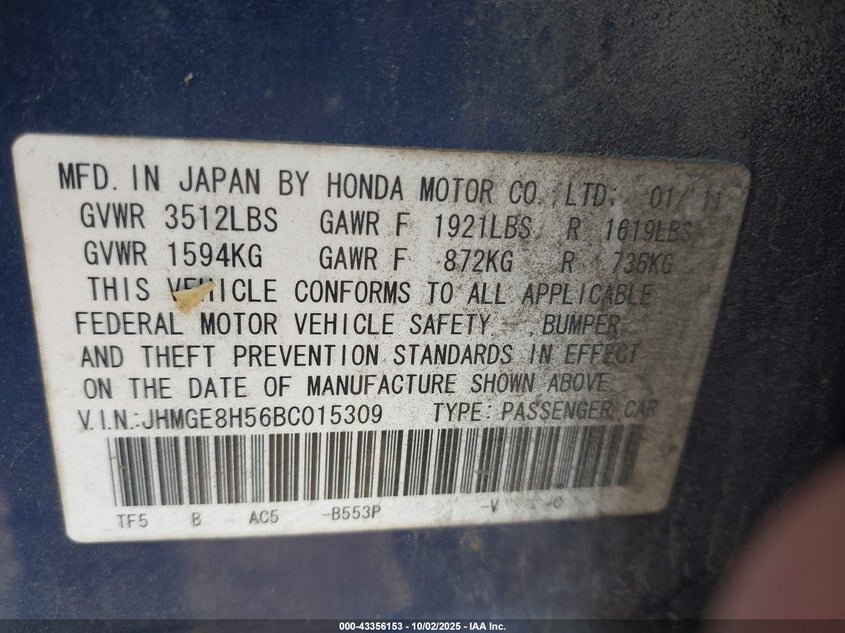 MFD. IN JAPAN BY HONDA MOTOR CO. LTD; 01/ 11
GVWR 3512LBS GAWR F 1921LBS R 1619LBS
GVWR 1594KG GAWR F 872KG R 735KG
THIS VEHICLE CONFORMS TO ALL APPLICABLE
FEDERAL MOTOR VEHICLE SAFETY BUMPER
AND THEFT PREVENTION STANDARDS IN EFFECT
ON THE DATE OF MANUFACTURE SHOWN ABOVE
V.I.N.:JHMGE8H56BC015309 TYPE: PASSENGER CAR
TF5 B AC5 -B553P -V -C
000-43356153 - 10/02/2025 - IAA Inc.